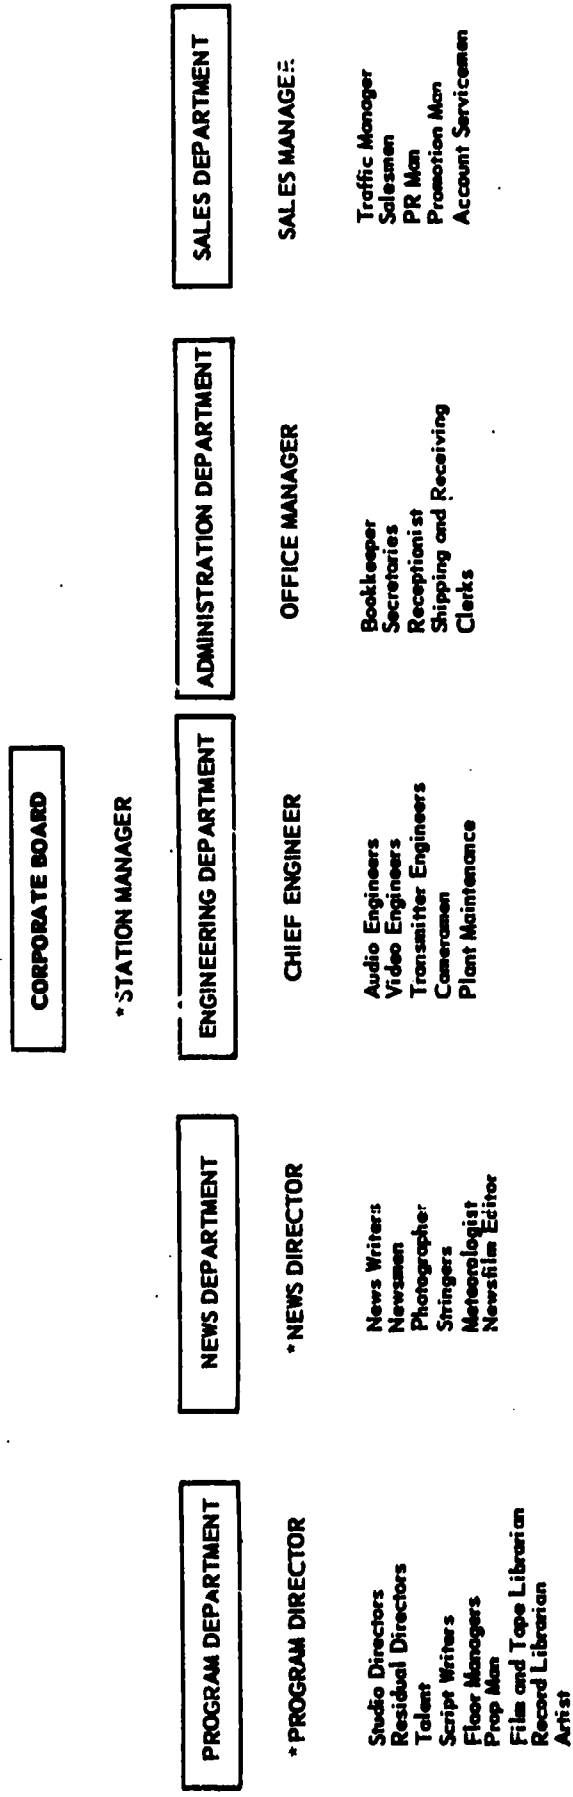 CORPORATE BOARD
*STATION MANAGER
PROGRAM DEPARTMENT
*PROGRAM DIRECTOR
Studio Directors
Residual Directors
Talent
Script Writers
Floor Managers
Prop Man
Film and Tape Librarian
Record Librarian
Artist
NEWS DEPARTMENT
*NEWS DIRECTOR
News Writers
Newsmen
Photographer
Stringers
Meteorologist
Newsfilm Editor
ENGINEERING DEPARTMENT
CHIEF ENGINEER
Audio Engineers
Video Engineers
Transmitter Engineers
Cameramen
Plant Maintenance
ADMINISTRATION DEPARTMENT
OFFICE MANAGER
Bookkeeper
Secretaries
Receptionist
Shipping and Receiving
Clerks
SALES DEPARTMENT
SALES MANAGER
Traffic Manager
Salesmen
PR Man
Promotion Man
Account Servicemen